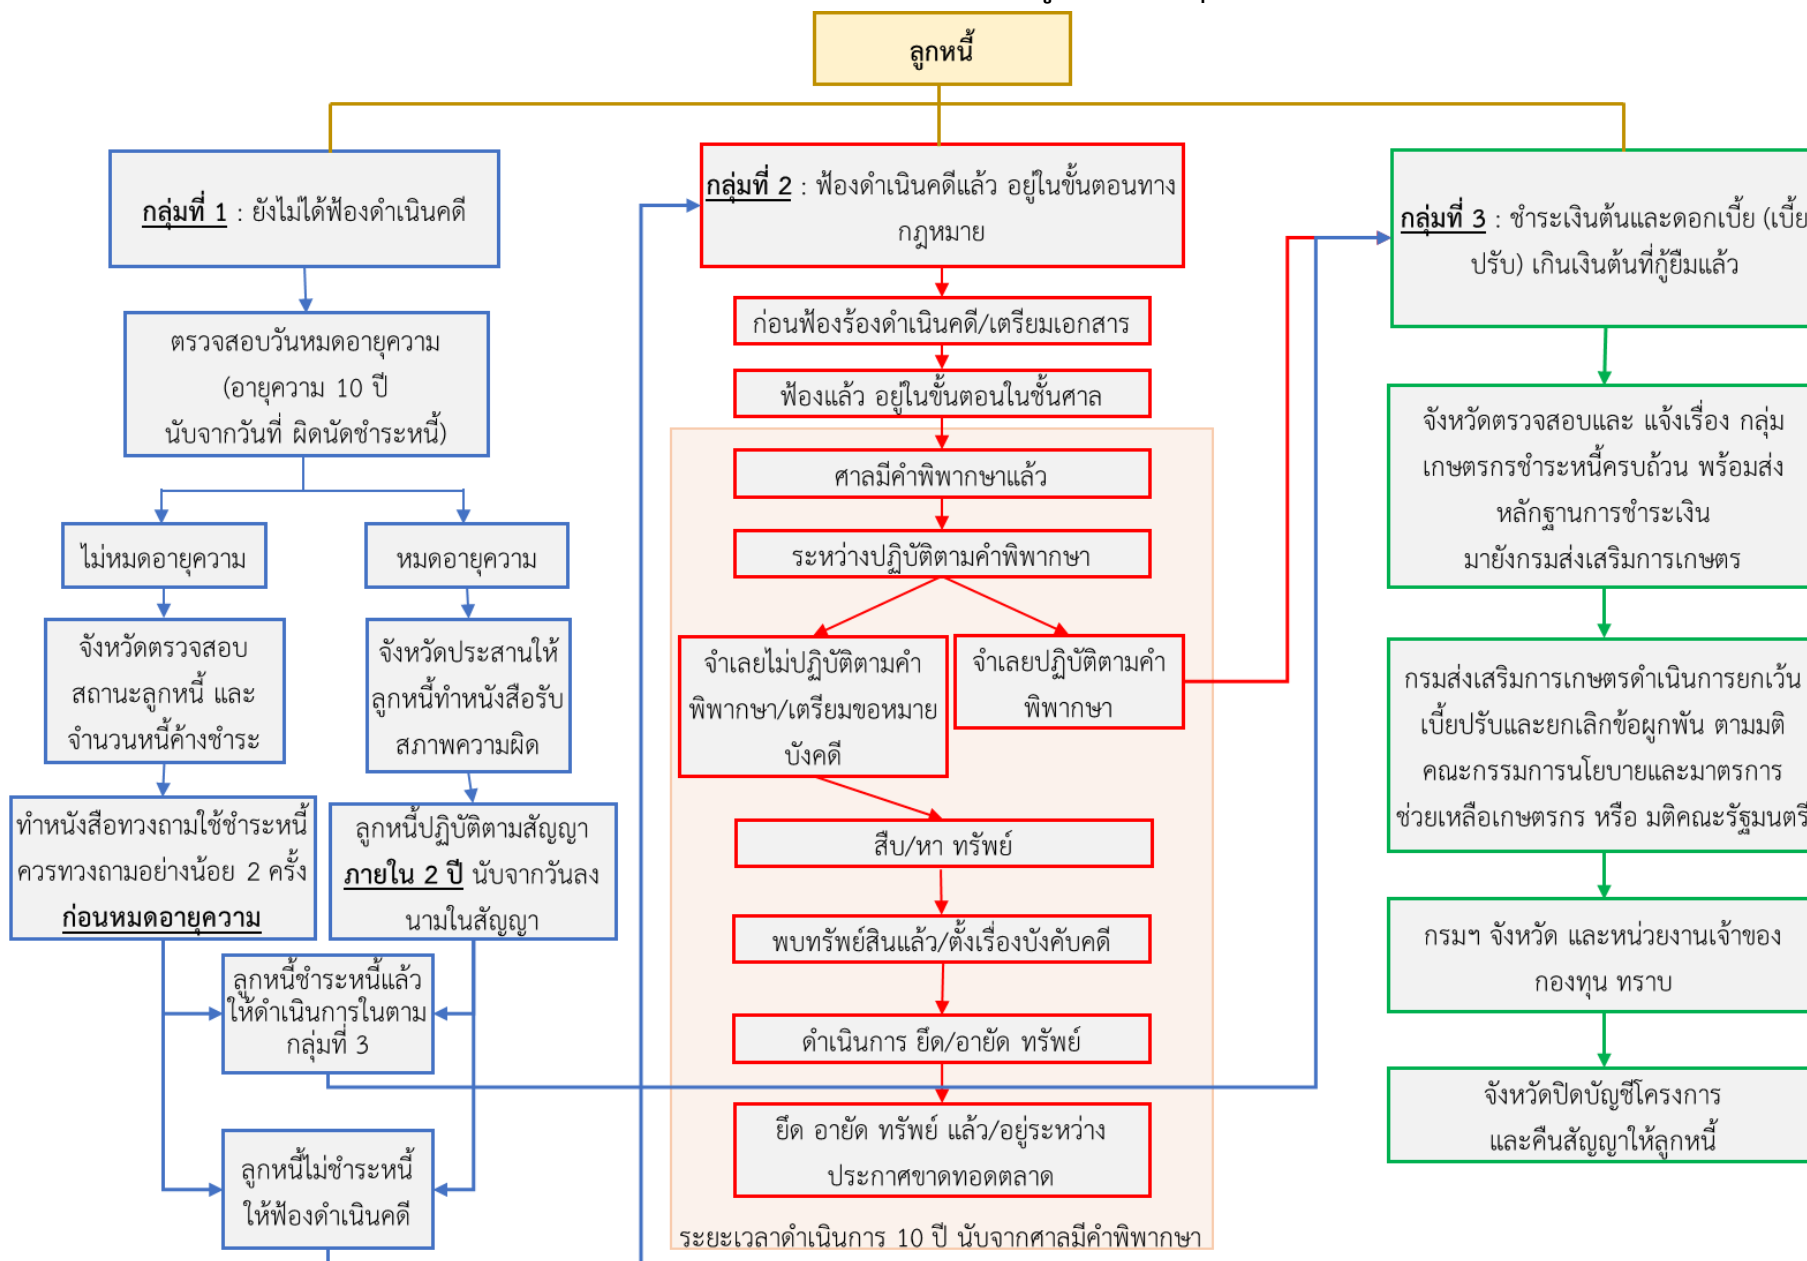 ลูกหนี้
กลุ่มที่ 1 : ยังไม่ได้ฟ้องดำเนินคดี
ตรวจสอบวันหมดอายุความ
(อายุความ 10 ปี
นับจากวันที่ ผิดนัดชำระหนี้)
ไม่หมดอายุความ
หมดอายุความ
จังหวัดตรวจสอบ
สถานะลูกหนี้ และ
จำนวนหนี้ค้างชำระ
จังหวัดประสานให้
ลูกหนี้ทำหนังสือรับ
สภาพความผิด
ทำหนังสือทวงถามใช้ชำระหนี้
ควรทวงถามอย่างน้อย 2 ครั้ง
ก่อนหมดอายุความ
ลูกหนี้ปฏิบัติตามสัญญา
ภายใน 2 ปี นับจากวันลง
นามในสัญญา
ลูกหนี้ชำระหนี้แล้ว
ให้ดำเนินการในตาม
กลุ่มที่ 3
ลูกหนี้ไม่ชำระหนี้
ให้ฟ้องดำเนินคดี
กลุ่มที่ 2 : ฟ้องดำเนินคดีแล้ว อยู่ในขั้นตอนทาง
กฎหมาย
ก่อนฟ้องร้องดำเนินคดี/เตรียมเอกสาร
ฟ้องแล้ว อยู่ในขั้นตอนในชั้นศาล
ศาลมีคำพิพากษาแล้ว
ระหว่างปฏิบัติตามคำพิพากษา
จำเลยไม่ปฏิบัติตามคำ
พิพากษา/เตรียมขอหมาย
บังคดี
จำเลยปฏิบัติตามคำ
พิพากษา
สืบ/หา ทรัพย์
พบทรัพย์สินแล้ว/ตั้งเรื่องบังคับคดี
ดำเนินการ ยึด/อายัด ทรัพย์
ยึด อายัด ทรัพย์ แล้ว/อยู่ระหว่าง
ประกาศขาดทอดตลาด
ระยะเวลาดำเนินการ 10 ปี นับจากศาลมีคำพิพากษา
กลุ่มที่ 3 : ชำระเงินต้นและดอกเบี้ย (เบี้ย
ปรับ) เกินเงินต้นที่กู้ยืมแล้ว
จังหวัดตรวจสอบและ แจ้งเรื่อง กลุ่ม
เกษตรกรชำระหนี้ครบถ้วน พร้อมส่ง
หลักฐานการชำระเงิน
มายังกรมส่งเสริมการเกษตร
กรมส่งเสริมการเกษตรดำเนินการยกเว้น
เบี้ยปรับและยกเลิกข้อผูกพัน ตามมติ
คณะกรรมการนโยบายและมาตรการ
ช่วยเหลือเกษตรกร หรือ มติคณะรัฐมนตรี
กรมฯ จังหวัด และหน่วยงานเจ้าของ
กองทุน ทราบ
จังหวัดปิดบัญชีโครงการ
และคืนสัญญาให้ลูกหนี้